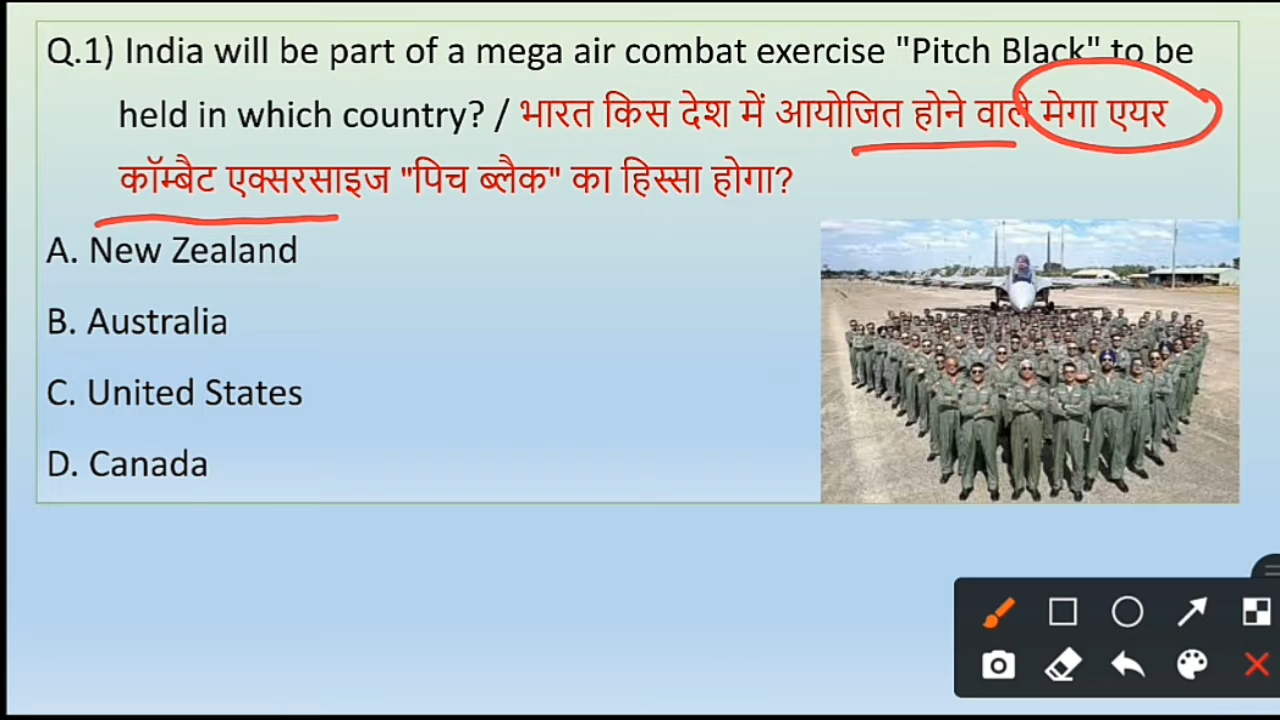 Q.1) India will be part of a mega air combat exercise "Pitch Black" to be
held in which country? / भारत किस देश में आयोजित होने वाले मेगा एयर
कॉम्बैट एक्सरसाइज "पिच ब्लैक" का हिस्सा होगा?
A. New Zealand
B. Australia
C. United States
D. Canada